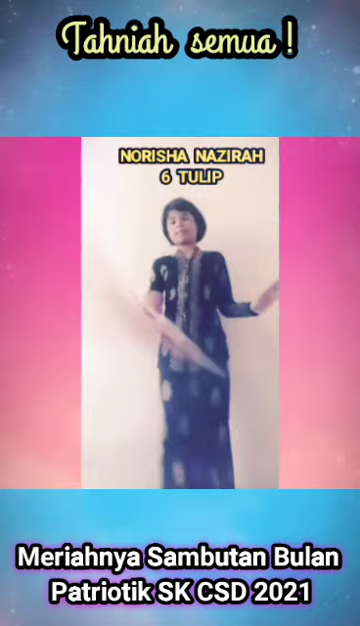 Tahniah semua !
NORISHA NAZIRAH
6 TULIP
Meriahnya Sambutan Bulan
Patriotik SK CSD 2021